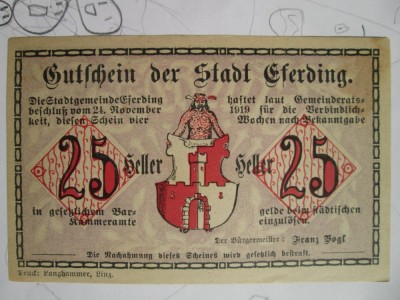 Gutschein der Stadt Eferding.
Die Stadtgemeinde Eferding haftet laut Gemeinderats-
beschluß vom 24. November 1919 für die Verbindlich-
keit, diesen Schein vier Wochen nach Bekanntgabe
25 Heller Heller 25
in gesetzlichem Bar- gelde beim städtischen
Kammeramte einzulösen.
Der Bürgermeister: Franz Vogl
Die Nachahmung dieses Scheines wird gesetzlich bestraft.
Druck: Langhammer, Linz.